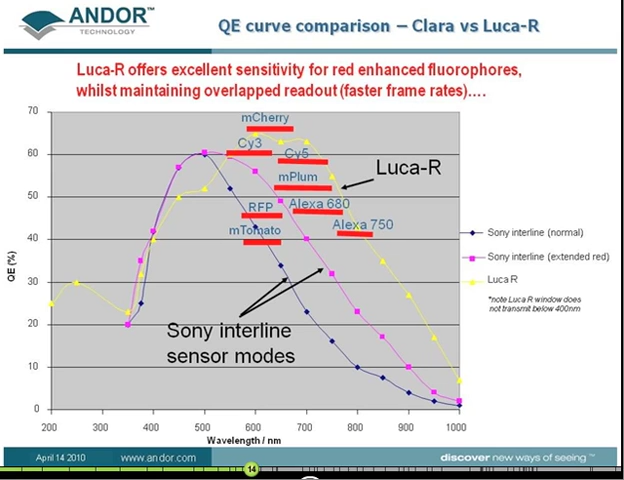 ANDOR™
TECHNOLOGY
QE curve comparison – Clara vs Luca-R
Luca-R offers excellent sensitivity for red enhanced fluorophores,
whilst maintaining overlapped readout (faster frame rates)....
QE (%)
70
60
50
40
30
20
10
0
mCherry
Cy3
Cy5
mPlum
Luca-R
RFP
Alexa 680
mTomato
Alexa 750
Sony interline
sensor modes
Sony interline (normal)
Sony interline (extended red)
Luca R
*note Luca R window does
not transmit below 400nm
200 300 400 500 600 700 800 900 1000
Wavelength / nm
April 14 2010 www.andor.com discover new ways of seeing™
14